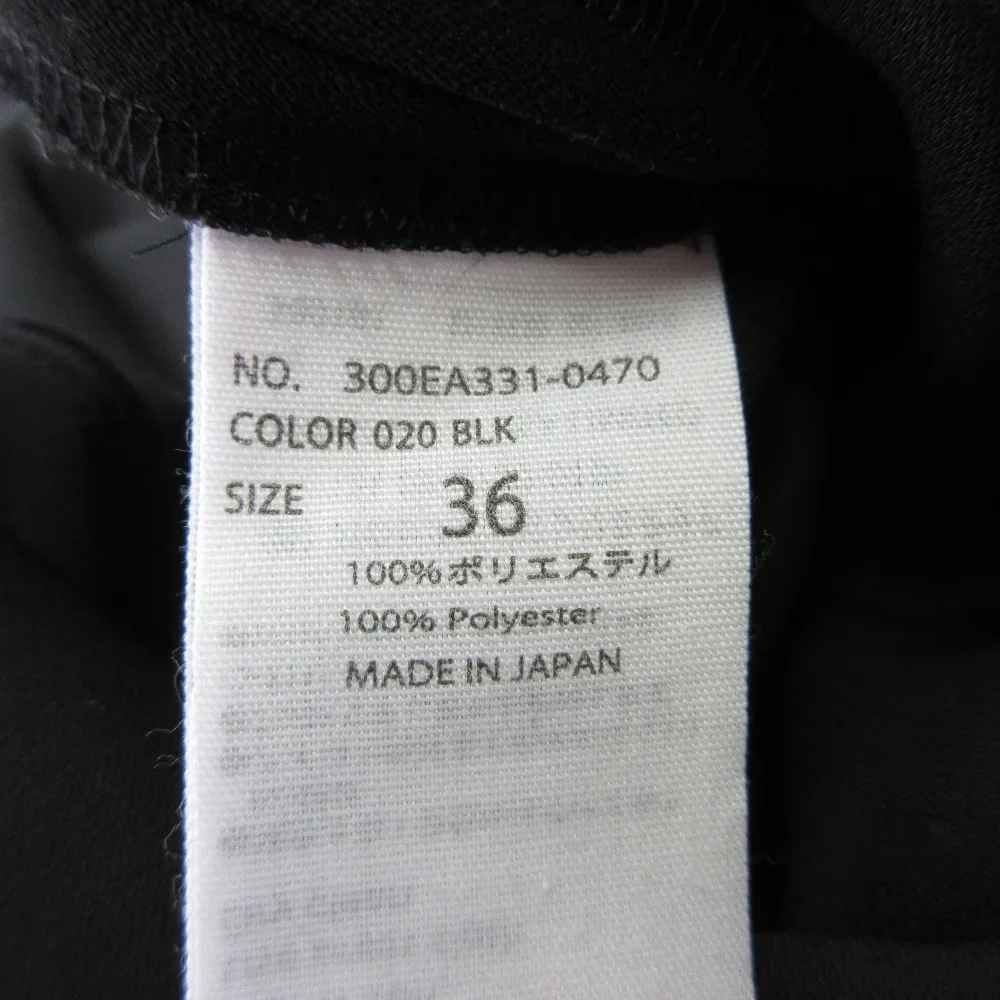 NO. 300EA331-0470
COLOR 020 BLK
SIZE 36
100%ポリエステル
100% Polyester
MADE IN JAPAN